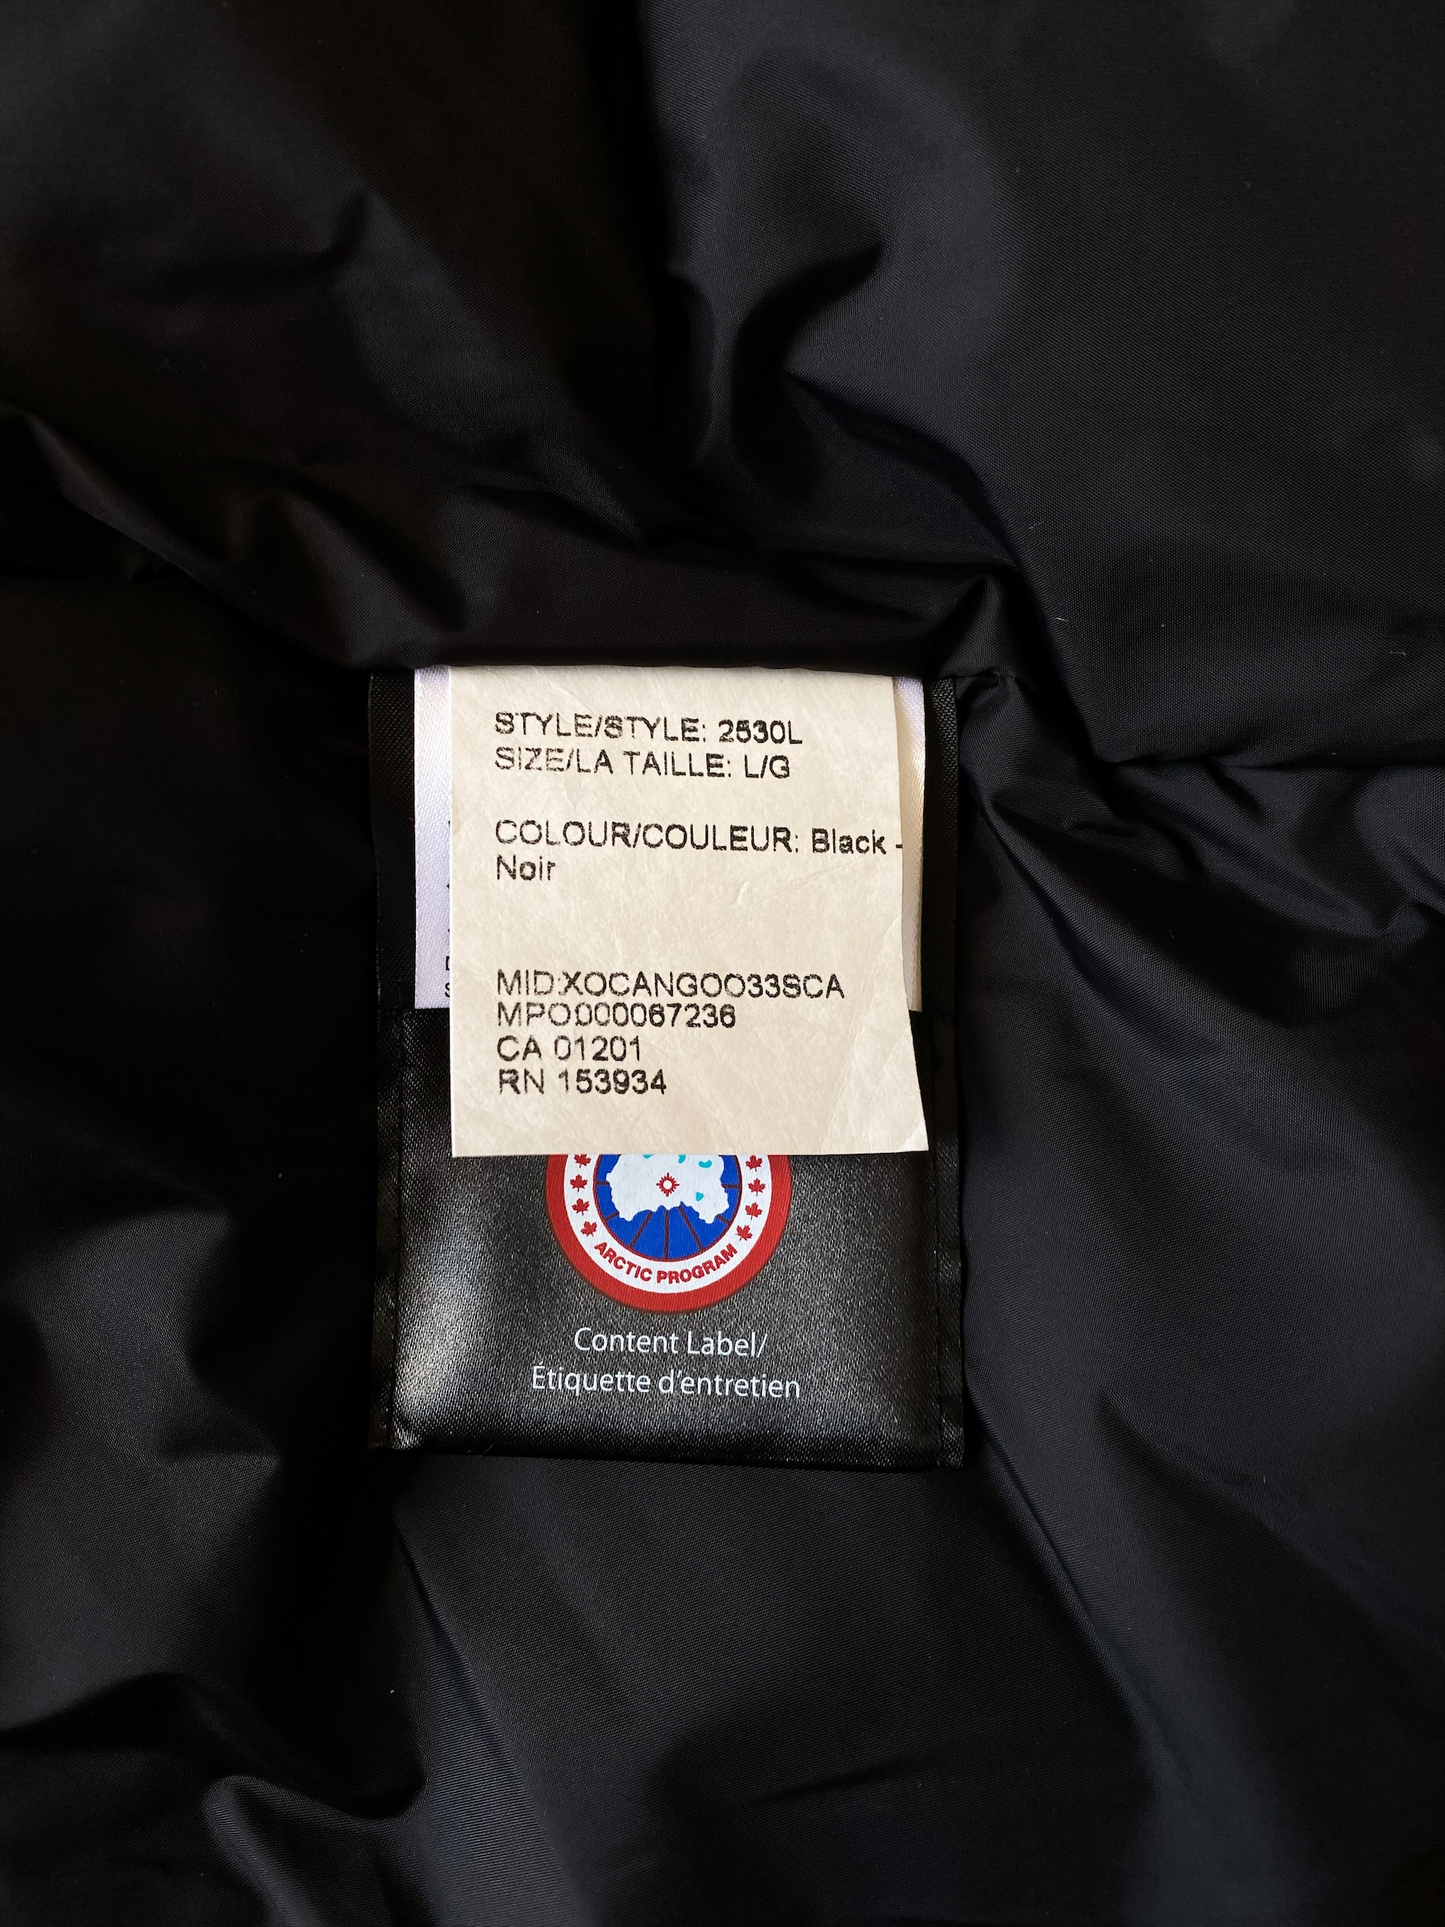 STYLE/STYLE: 2530L
SIZE/LA TAILLE: L/G
COLOUR/COULEUR: Black -
Noir
MID:XOCANGOO33SCA
MPO000067236
CA 01201
RN 153934
ARCTIC PROGRAM
Content Label/
Étiquette d'entretien